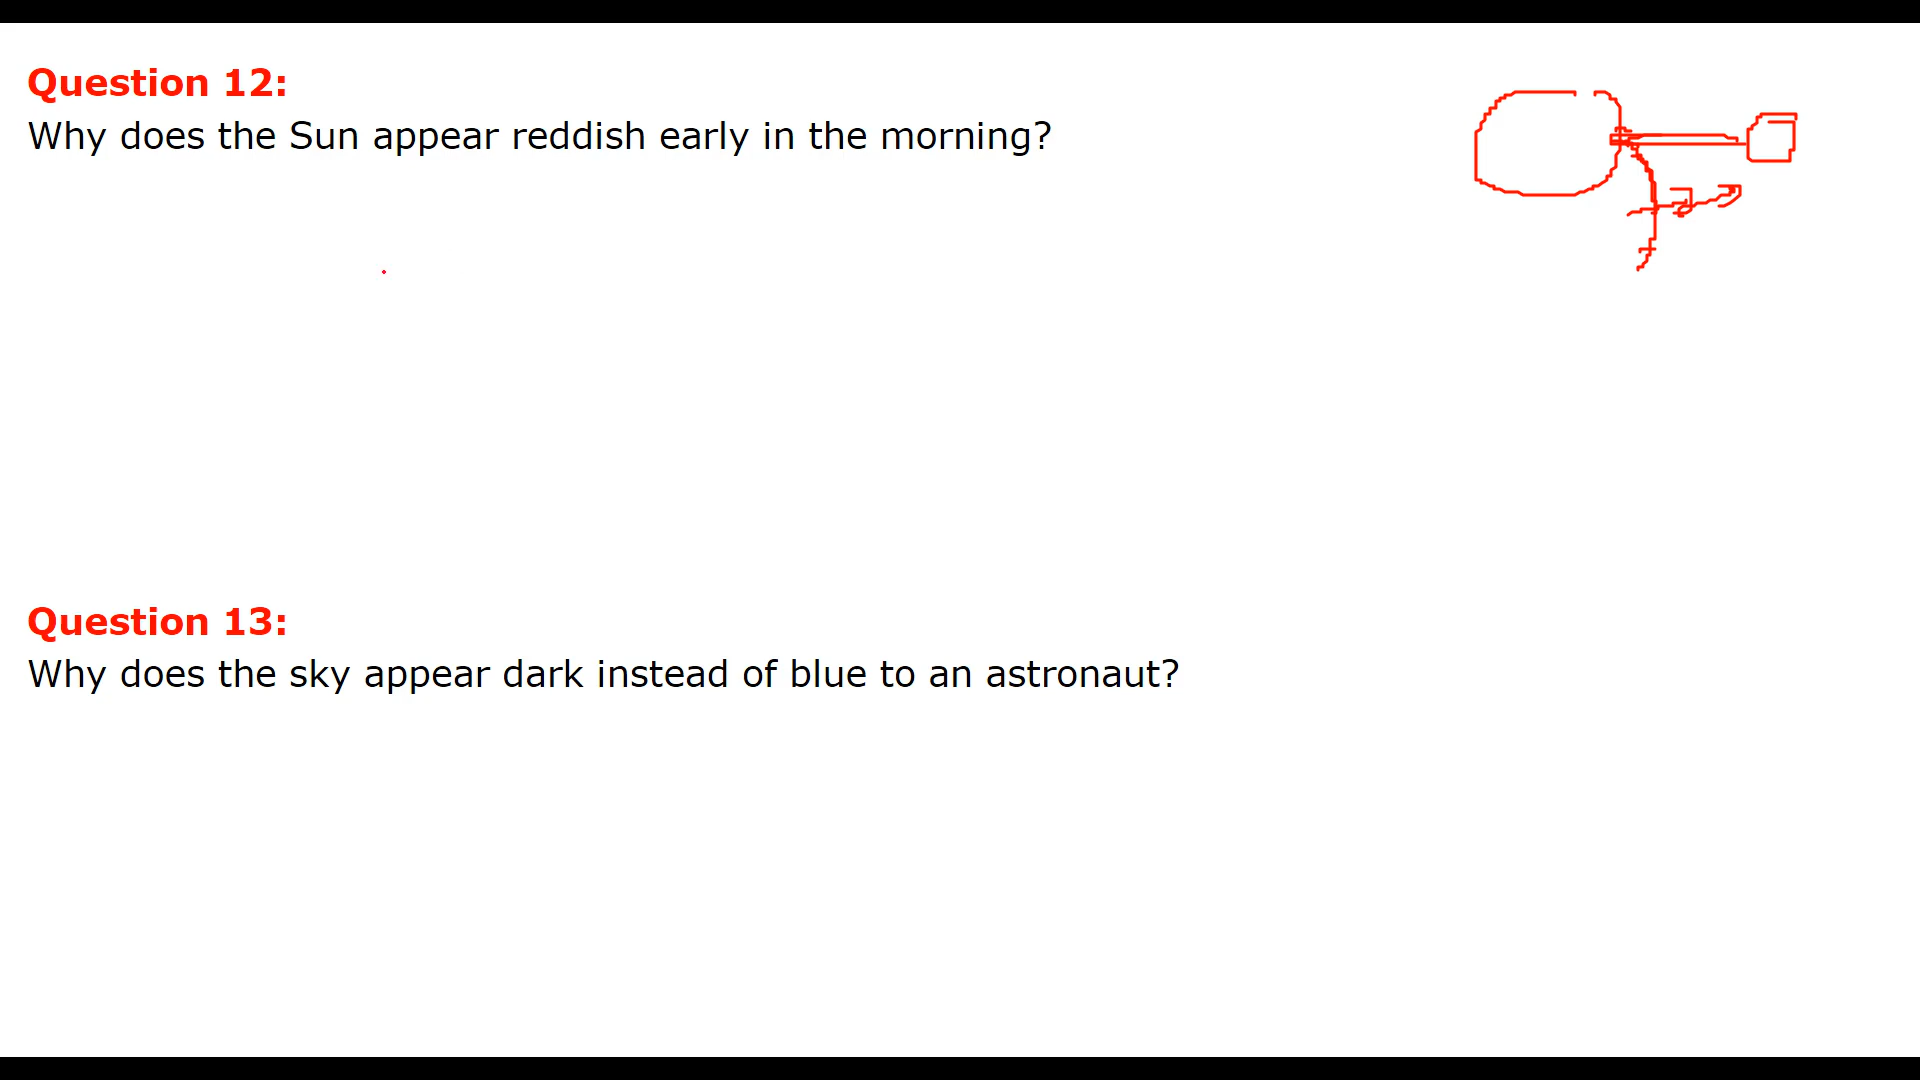 Question 12:
Why does the Sun appear reddish early in the morning?
Question 13:
Why does the sky appear dark instead of blue to an astronaut?